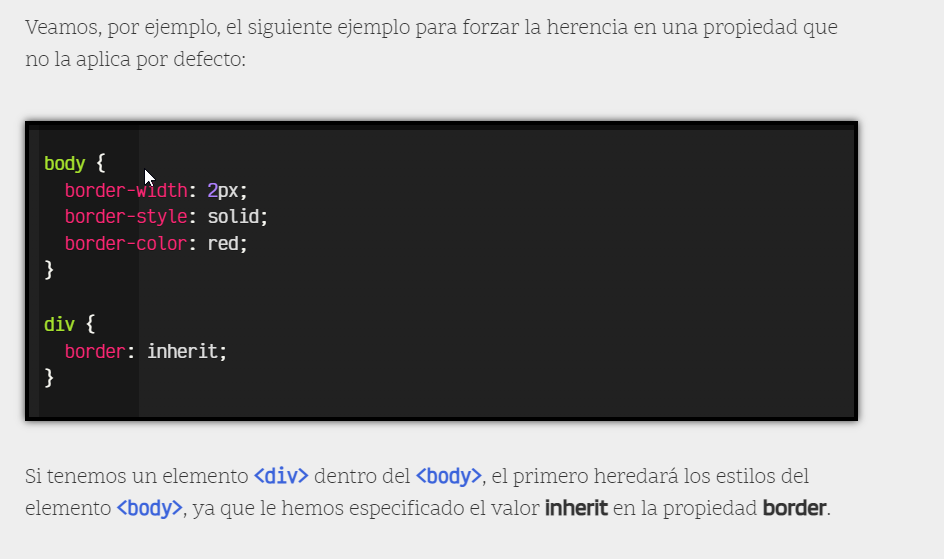 Veamos, por ejemplo, el siguiente ejemplo para forzar la herencia en una propiedad que
no la aplica por defecto:
body {
  border-width: 2px;
  border-style: solid;
  border-color: red;
}
div {
  border: inherit;
}
Si tenemos un elemento <div> dentro del <body>, el primero heredará los estilos del
elemento <body>, ya que le hemos especificado el valor inherit en la propiedad border.